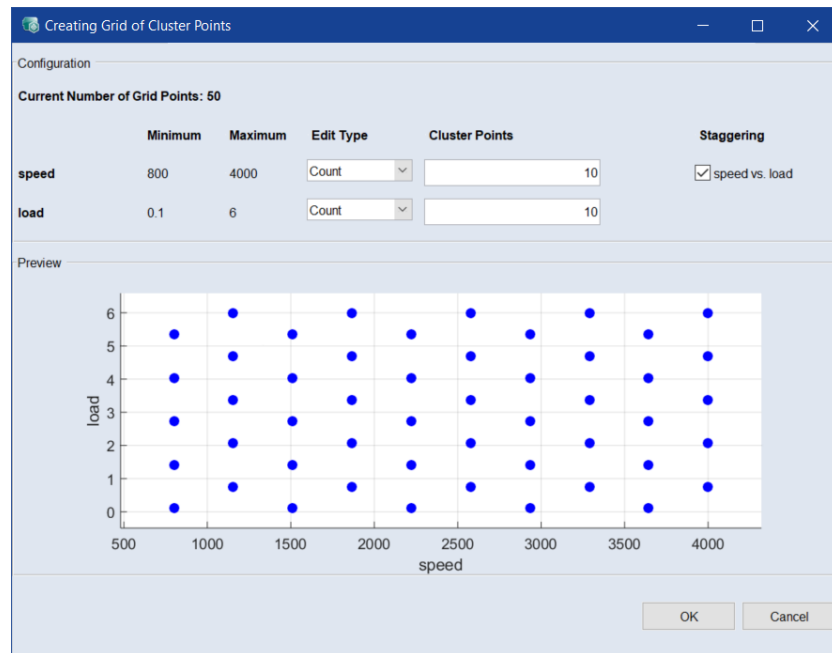 Creating Grid of Cluster Points
Configuration
Current Number of Grid Points: 50
Minimum Maximum Edit Type Cluster Points Staggering
speed 800 4000 Count 10 speed vs. load
load 0.1 6 Count 10
Preview
6
5
4
3
2
1
0
load
500 1000 1500 2000 2500 3000 3500 4000
speed
OK Cancel